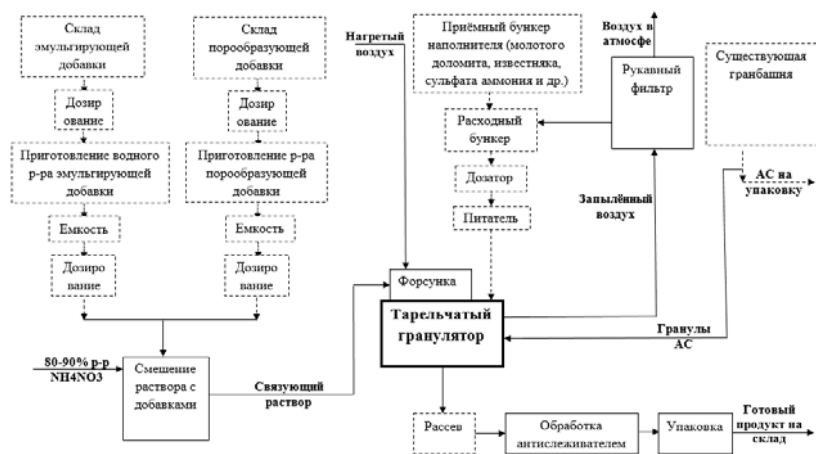 Склад
эмульгирующей
добавки
Склад
порообразующей
добавки
Нагретый
воздух
Приёмный бункер
наполнителя (молотого
доломита, известняка,
сульфата аммония и др.)
Воздух в
атмосфе
Рукавный
фильтр
Существующая
гранбашня
Дозир
ование
Дозир
ование
Расходный
бункер
Приготовление водного
р-ра эмульгирующей
добавки
Приготовление р-ра
порообразующей
добавки
Дозатор
Запылённый
воздух
АС на
упаковку
Питатель
Емкость
Емкость
Дозиро
вание
Дозиро
вание
Форсунка
Тарельчатый
гранулятор
Гранулы
АС
80-90% р-р
NH4NO3
Смешение
раствора с
добавками
Связующий
раствор
Рассев
Обработка
антислеживателем
Упаковка
Готовый
продукт на
склад